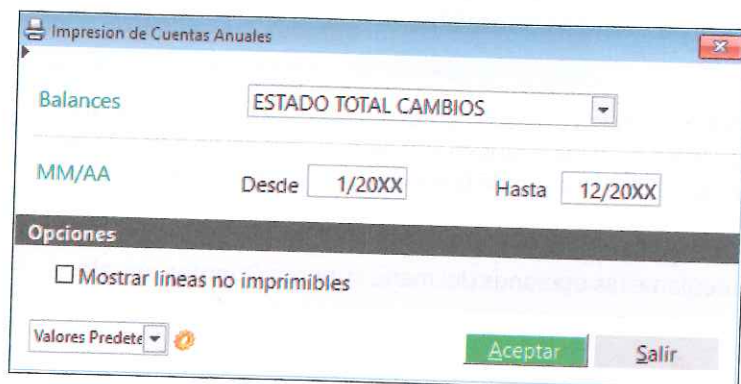 Impresion de Cuentas Anuales
Balances ESTADO TOTAL CAMBIOS
MM/AA Desde 1/20XX Hasta 12/20XX
Opciones
Mostrar líneas no imprimibles
Valores Predete Aceptar Salir